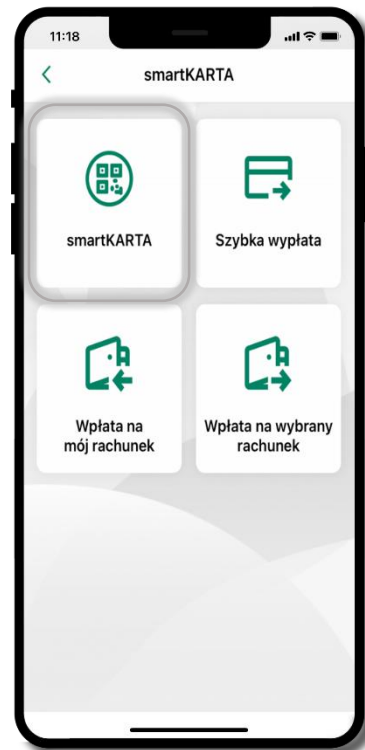 11:18
smartKARTA
smartKARTA
Szybka wypłata
Wpłata na
mój rachunek
Wpłata na wybrany
rachunek